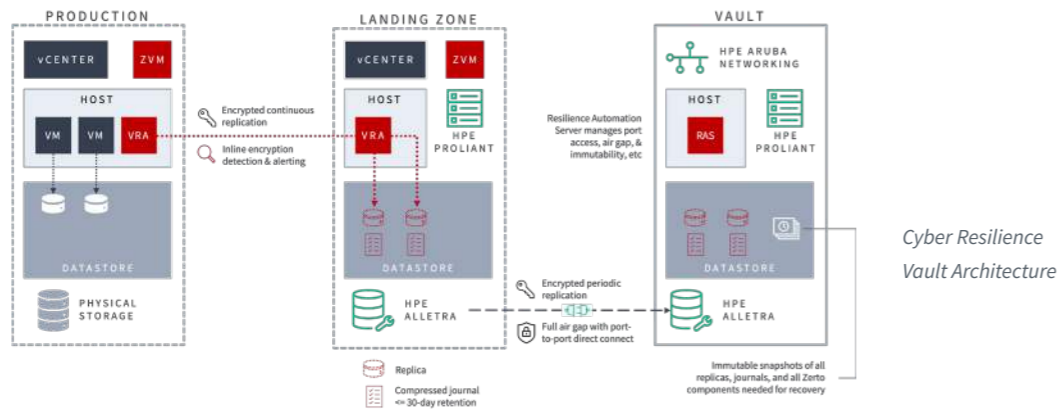 PRODUCTION
vCENTER
ZVM
HOST
VM
VM
VRA
DATASTORE
PHYSICAL
STORAGE
Encrypted continuous
replication
Inline encryption
detection & alerting
LANDING ZONE
vCENTER
ZVM
HOST
VRA
HPE
PROLIANT
DATASTORE
HPE
ALLETRA
Replica
Compressed journal
<= 30-day retention
Encrypted periodic
replication
Full air gap with port-
to-port direct connect
VAULT
HPE ARUBA
NETWORKING
Resilience Automation
Server manages port
access, air gap, &
immutability, etc
HOST
RAS
HPE
PROLIANT
DATASTORE
HPE
ALLETRA
Immutable snapshots of all
replicas, journals, and all Zerto
components needed for recovery
Cyber Resilience
Vault Architecture